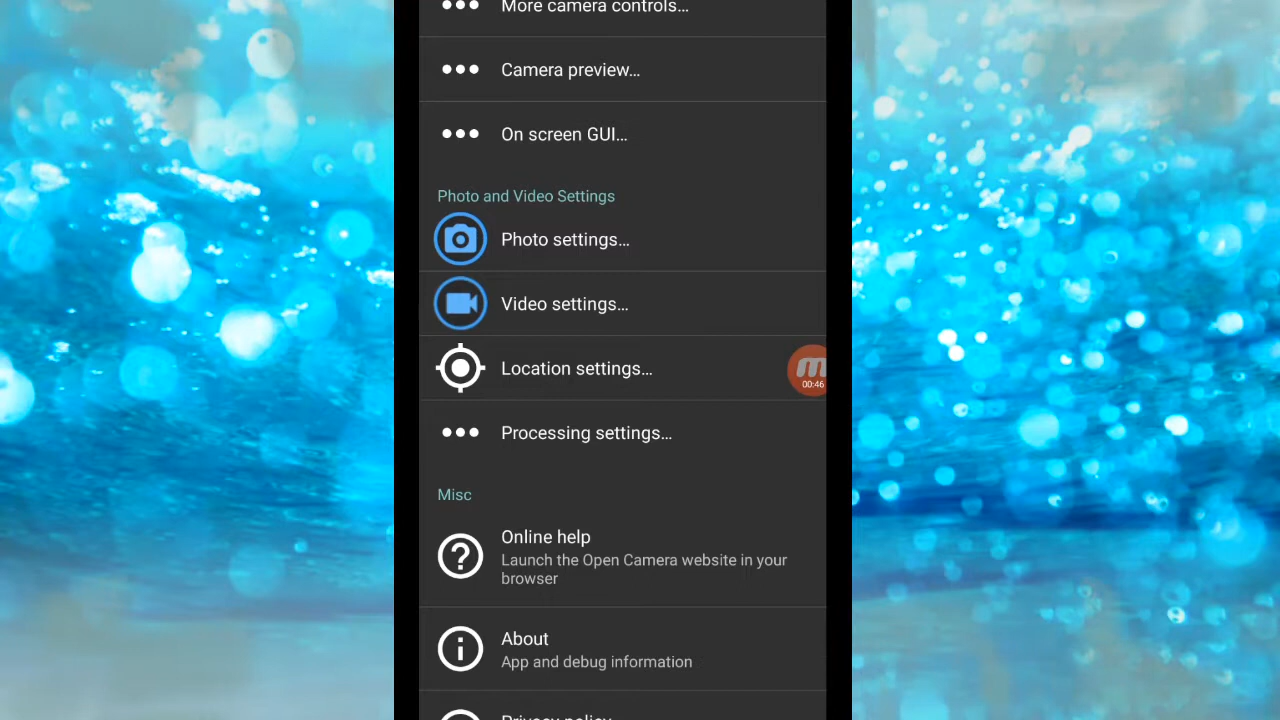 More camera controls...
Camera preview...
On screen GUI...
Photo and Video Settings
Photo settings...
Video settings...
Location settings...
00:46
Processing settings...
Misc
Online help
Launch the Open Camera website in your
browser
About
App and debug information
Privacy policy